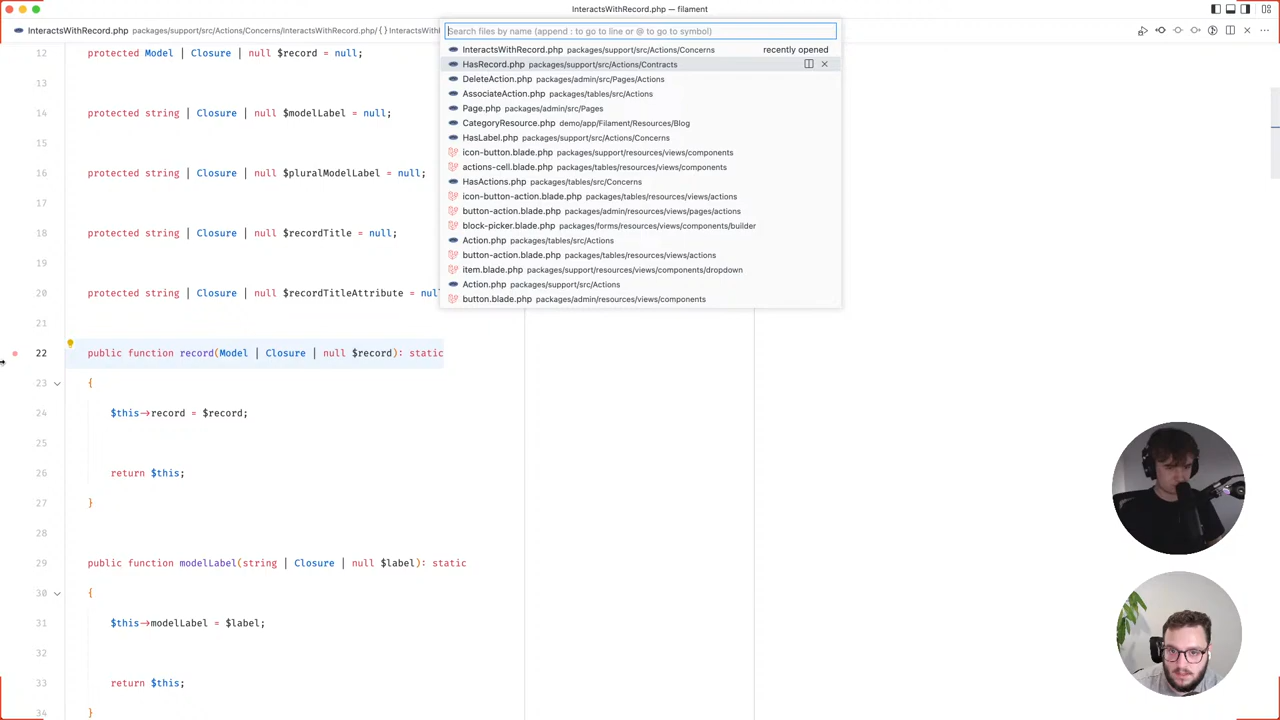 InteractsWithRecord.php — filament
InteractsWithRecord.php packages/support/src/Actions/Concerns/InteractsWithRecord.php/ { } InteractsWithR
Search files by name (append : to go to line or @ to go to symbol)
InteractsWithRecord.php packages/support/src/Actions/Concerns recently opened
HasRecord.php packages/support/src/Actions/Contracts
DeleteAction.php packages/admin/src/Pages/Actions
AssociateAction.php packages/tables/src/Actions
Page.php packages/admin/src/Pages
CategoryResource.php demo/app/Filament/Resources/Blog
HasLabel.php packages/support/src/Actions/Concerns
icon-button.blade.php packages/support/resources/views/components
actions-cell.blade.php packages/tables/resources/views/components
HasActions.php packages/tables/src/Concerns
icon-button-action.blade.php packages/tables/resources/views/actions
button-action.blade.php packages/admin/resources/views/pages/actions
block-picker.blade.php packages/forms/resources/views/components/builder
Action.php packages/tables/src/Actions
button-action.blade.php packages/tables/resources/views/actions
item.blade.php packages/support/resources/views/components/dropdown
Action.php packages/support/src/Actions
button.blade.php packages/admin/resources/views/components
12 protected Model | Closure | null $record = null;
13
14 protected string | Closure | null $modelLabel = null;
15
16 protected string | Closure | null $pluralModelLabel = null;
17
18 protected string | Closure | null $recordTitle = null;
19
20 protected string | Closure | null $recordTitleAttribute = null
21
22 public function record(Model | Closure | null $record): static
23 {
24 $this->record = $record;
25
26 return $this;
27 }
28
29 public function modelLabel(string | Closure | null $label): static
30 {
31 $this->modelLabel = $label;
32
33 return $this;
34 }